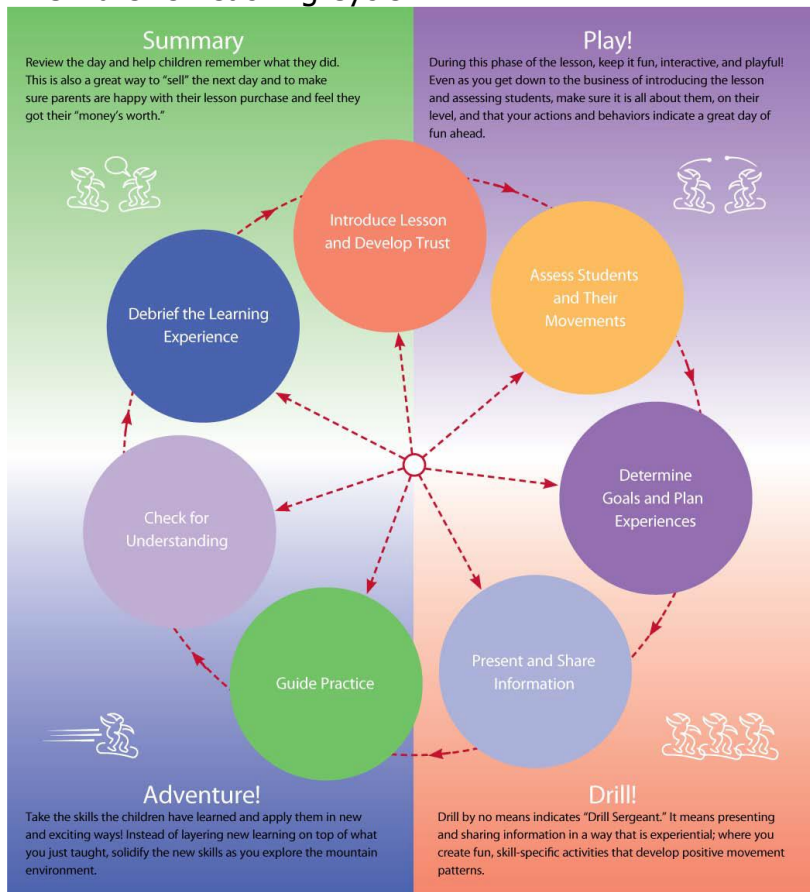 Summary
Review the day and help children remember what they did.
This is also a great way to “sell” the next day and to make
sure parents are happy with their lesson purchase and feel they
got their “money’s worth.”
Play!
During this phase of the lesson, keep it fun, interactive, and playful!
Even as you get down to the business of introducing the lesson
and assessing students, make sure it is all about them, on their
level, and that your actions and behaviors indicate a great day of
fun ahead.
Introduce Lesson
and Develop Trust
Assess Students
and Their
Movements
Determine
Goals and Plan
Experiences
Present and Share
Information
Guide Practice
Check for
Understanding
Debrief the Learning
Experience
Adventure!
Take the skills the children have learned and apply them in new
and exciting ways! Instead of layering new learning on top of what
you just taught, solidify the new skills as you explore the mountain
environment.
Drill!
Drill by no means indicates “Drill Sergeant.” It means presenting
and sharing information in a way that is experiential; where you
create fun, skill-specific activities that develop positive movement
patterns.